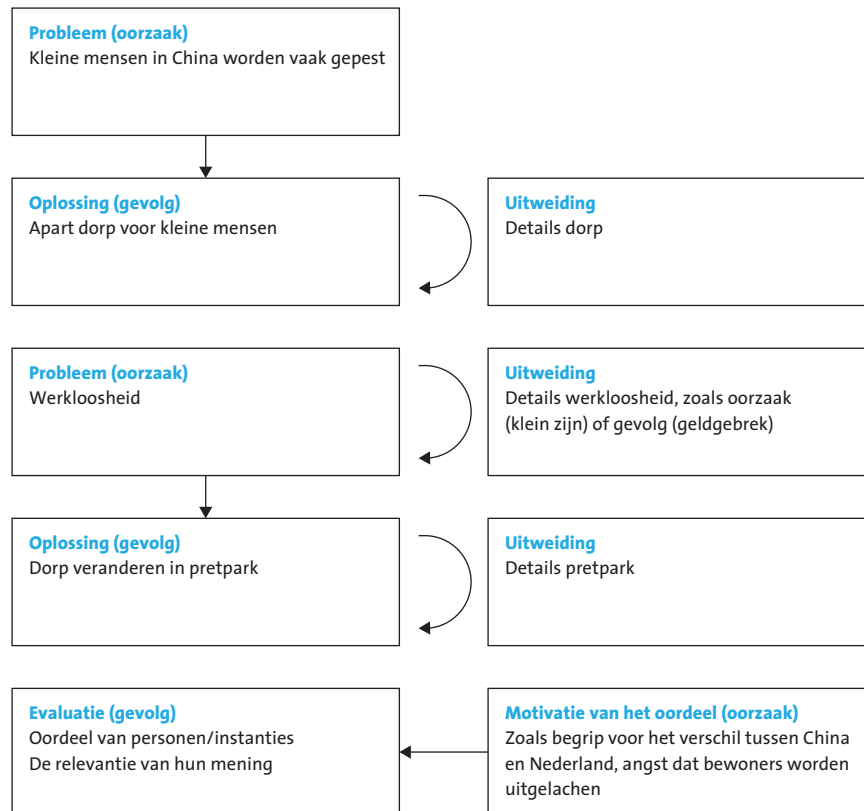 Probleem (oorzaak)
Kleine mensen in China worden vaak gepest
Oplossing (gevolg)
Apart dorp voor kleine mensen
Uitweiding
Details dorp
Probleem (oorzaak)
Werkloosheid
Uitweiding
Details werkloosheid, zoals oorzaak
(klein zijn) of gevolg (geldgebrek)
Oplossing (gevolg)
Dorp veranderen in pretpark
Uitweiding
Details pretpark
Evaluatie (gevolg)
Oordeel van personen/instanties
De relevantie van hun mening
Motivatie van het oordeel (oorzaak)
Zoals begrip voor het verschil tussen China
en Nederland, angst dat bewoners worden
uitgelachen